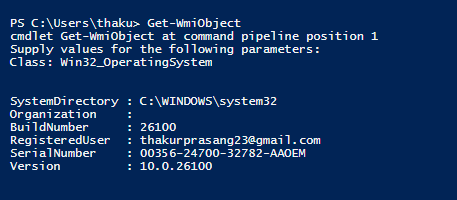 PS C:\Users\thaku> Get-WmiObject
cmdlet Get-WmiObject at command pipeline position 1
Supply values for the following parameters:
Class: Win32_OperatingSystem
SystemDirectory : C:\WINDOWS\system32
Organization    :
BuildNumber     : 26100
RegisteredUser  : thakurprasang23@gmail.com
SerialNumber    : 00356-24700-32782-AAOEM
Version         : 10.0.26100